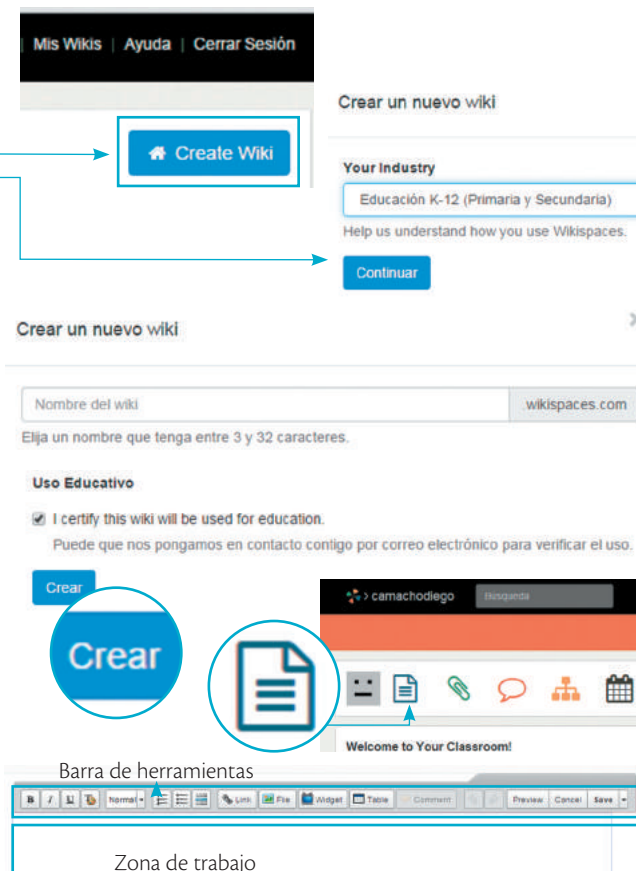 Mis Wikis | Ayuda | Cerrar Sesión
Create Wiki
Crear un nuevo wiki
Your Industry
Educación K-12 (Primaria y Secundaria)
Help us understand how you use Wikispaces.
Continuar
Crear un nuevo wiki
Nombre del wiki
.wikispaces.com
Elija un nombre que tenga entre 3 y 32 caracteres.
Uso Educativo
I certify this wiki will be used for education.
Puede que nos pongamos en contacto contigo por correo electrónico para verificar el uso.
Crear
Crear
camachodiego
Búsqueda
Welcome to Your Classroom!
Barra de herramientas
B I U Normal Link File Widget Table Comment Preview Cancel Save
Zona de trabajo